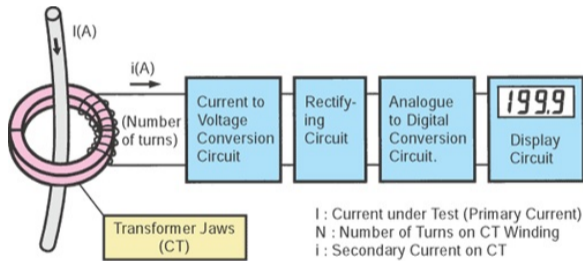 I(A)
i(A)
(Number
of turns)
Current to
Voltage
Conversion
Circuit
Rectify-
ing
Circuit
Analogue
to Digital
Conversion
Circuit.
199.9
Display
Circuit
Transformer Jaws
(CT)
I : Current under Test (Primary Current)
N : Number of Turns on CT Winding
i : Secondary Current on CT